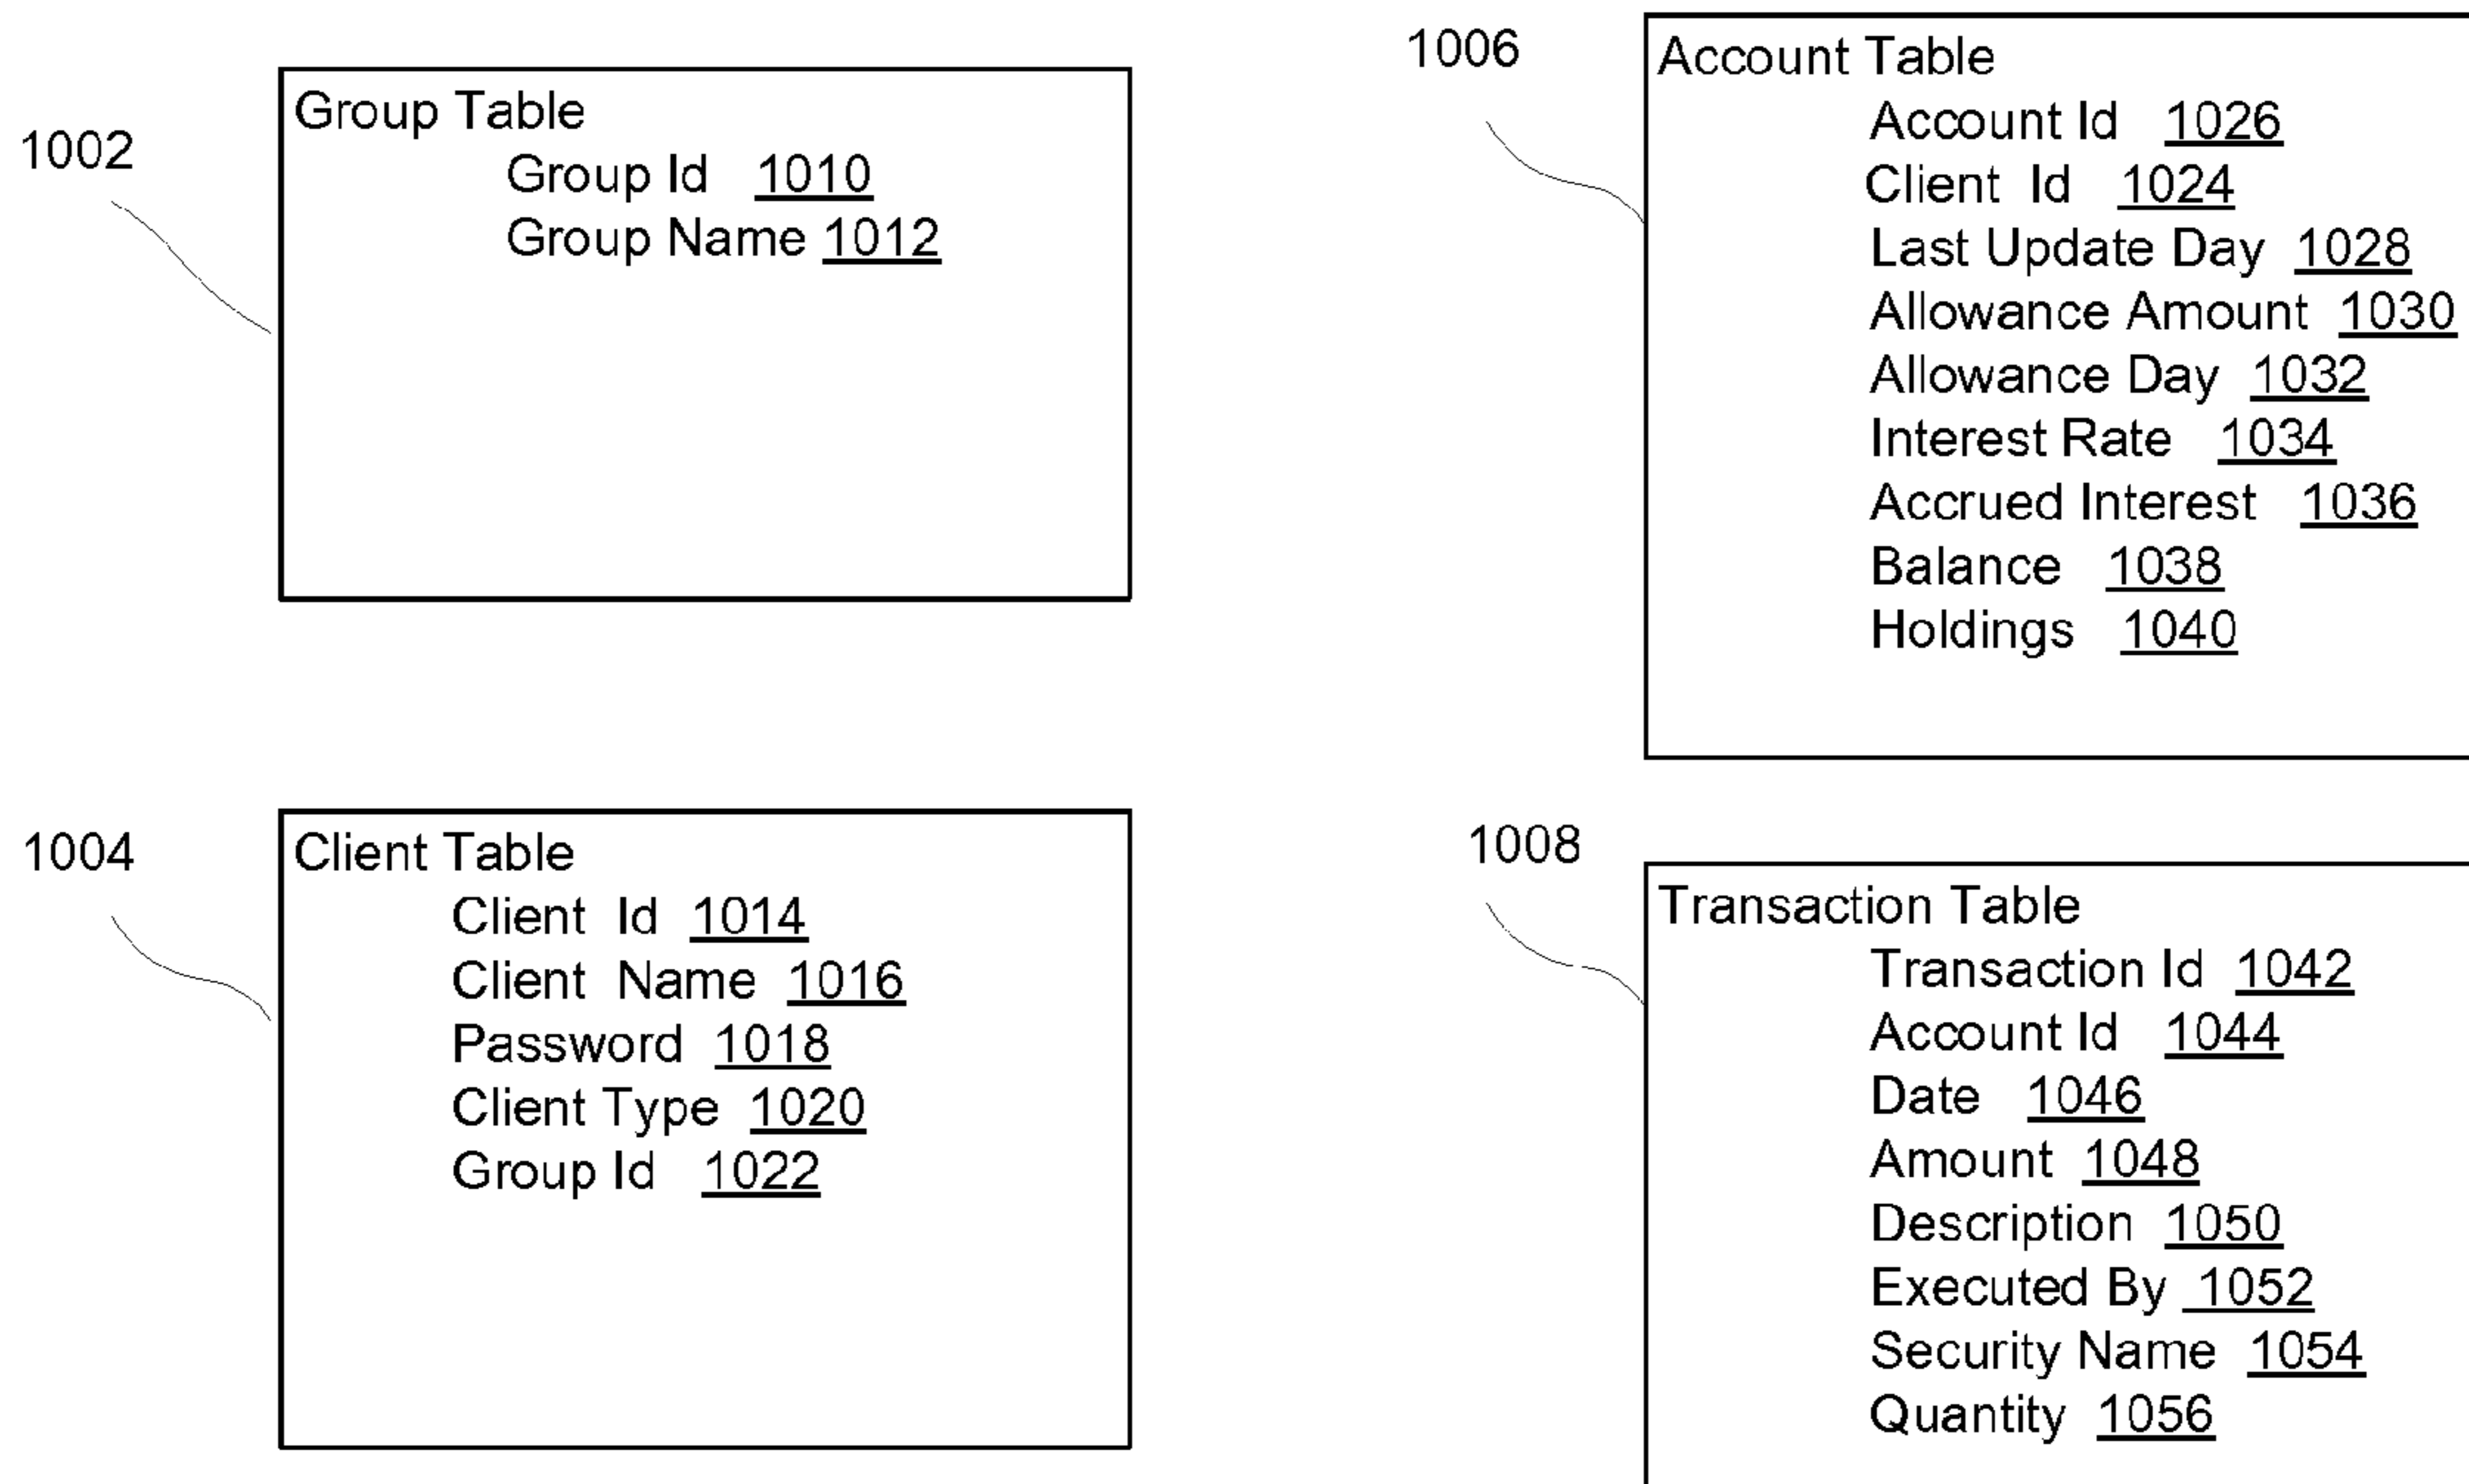 1002
Group Table
Group Id 1010
Group Name 1012
1006
Account Table
Account Id 1026
Client Id 1024
Last Update Day 1028
Allowance Amount 1030
Allowance Day 1032
Interest Rate 1034
Accrued Interest 1036
Balance 1038
Holdings 1040
1004
Client Table
Client Id 1014
Client Name 1016
Password 1018
Client Type 1020
Group Id 1022
1008
Transaction Table
Transaction Id 1042
Account Id 1044
Date 1046
Amount 1048
Description 1050
Executed By 1052
Security Name 1054
Quantity 1056